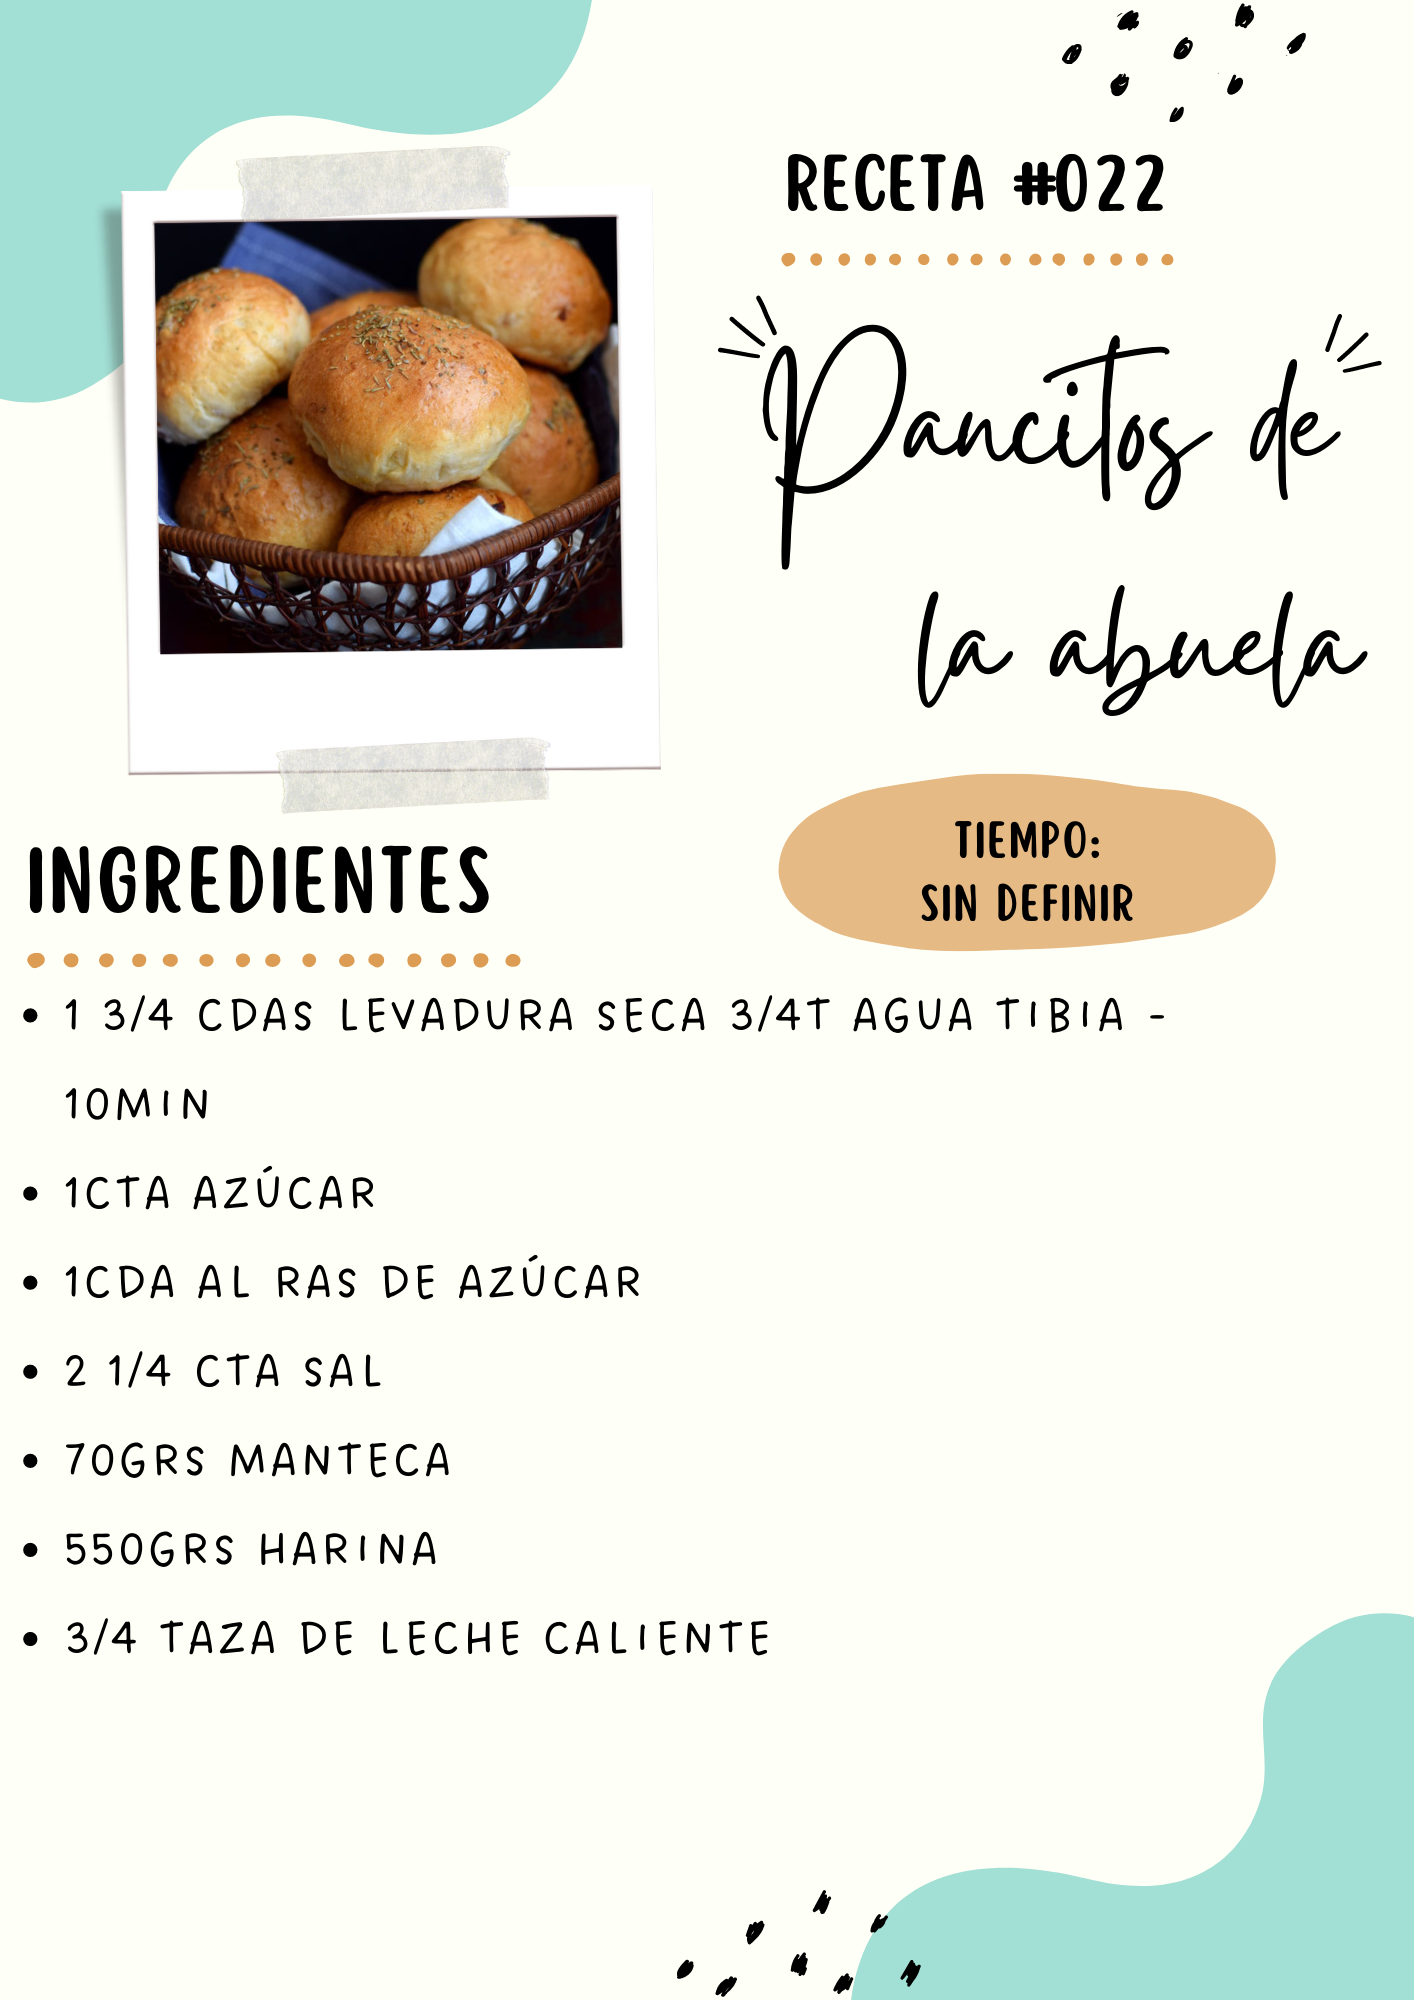 RECETA #022
Pancitos de
la abuela
TIEMPO:
SIN DEFINIR
INGREDIENTES
• 1 3/4 CDAS LEVADURA SECA 3/4T AGUA TIBIA -
10MIN
• 1CTA AZÚCAR
• 1CDA AL RAS DE AZÚCAR
• 2 1/4 CTA SAL
• 70GRS MANTECA
• 550GRS HARINA
• 3/4 TAZA DE LECHE CALIENTE